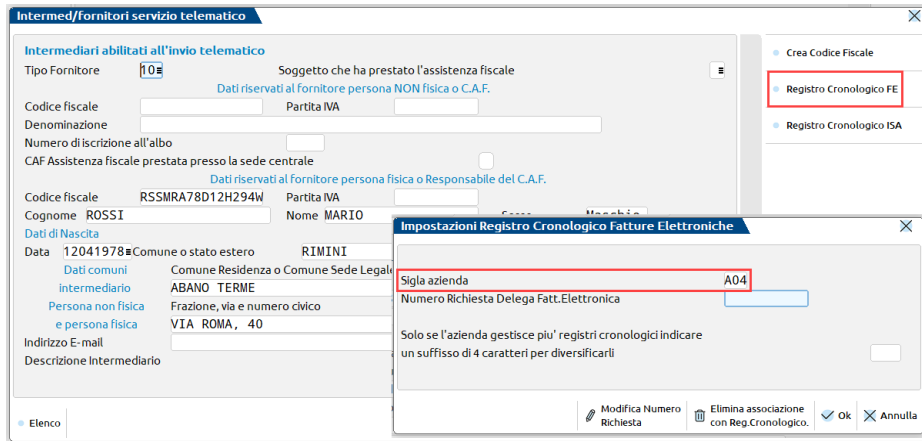 Intermed/fornitori servizio telematico
Intermediari abilitati all'invio telematico
Tipo Fornitore 10 Soggetto che ha prestato l'assistenza fiscale
Dati riservati al fornitore persona NON fisica o C.A.F.
Codice fiscale Partita IVA
Denominazione
Numero di iscrizione all'albo
CAF Assistenza fiscale prestata presso la sede centrale
Dati riservati al fornitore persona fisica o Responsabile del C.A.F.
Codice fiscale RSSMRA78D12H294W Partita IVA
Cognome ROSSI Nome MARIO
Dati di Nascita
Data 12041978 Comune o stato estero RIMINI
Dati comuni Comune Residenza o Comune Sede Legale
intermediario ABANO TERME
Persona non fisica Frazione, via e numero civico
e persona fisica VIA ROMA, 40
Indirizzo E-mail
Descrizione Intermediario
Elenco
Crea Codice Fiscale
Registro Cronologico FE
Registro Cronologico ISA
Impostazioni Registro Cronologico Fatture Elettroniche
Sigla azienda A04
Numero Richiesta Delega Fatt.Elettronica
Solo se l'azienda gestisce piu' registri cronologici indicare
un suffisso di 4 caratteri per diversificarli
Modifica Numero Richiesta
Elimina associazione con Reg.Cronologico.
Ok
Annulla